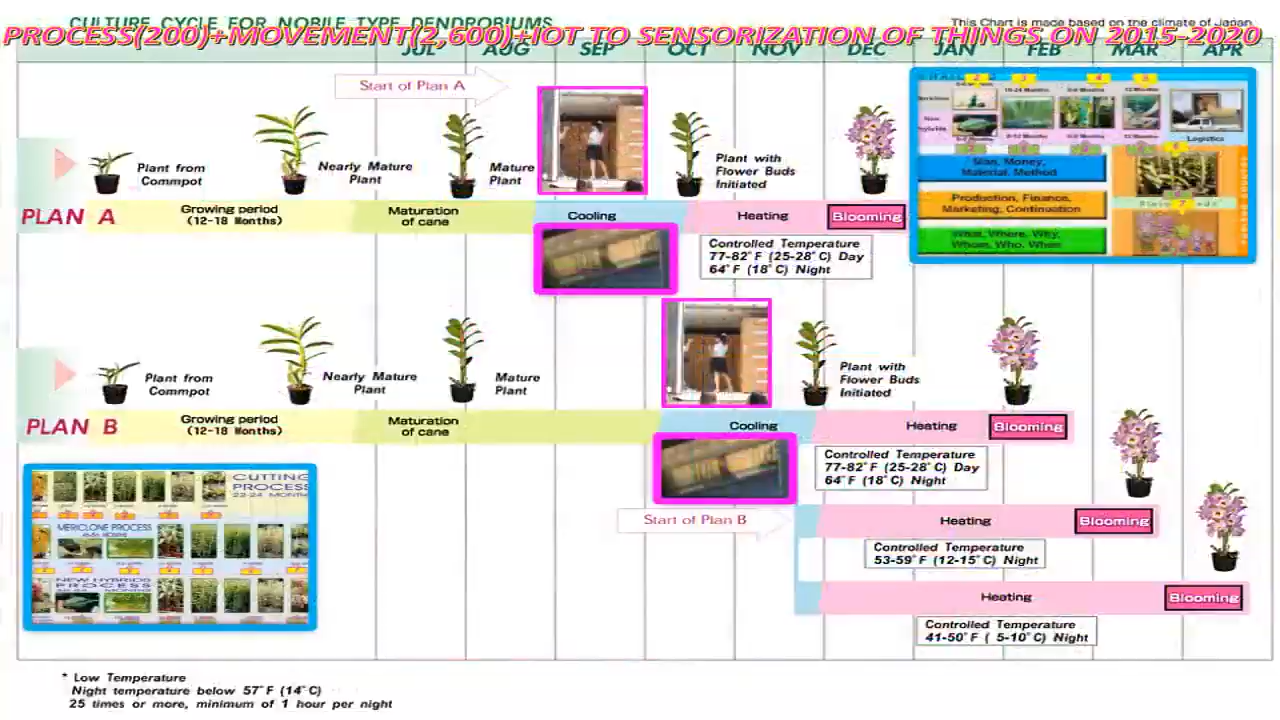 CULTURE CYCLE FOR NOBILE TYPE DENDROBIUMS
This Chart is made based on the climate of Japan
PROCESS(200)+MOVEMENT(2,600)+IOT TO SENSORIZATION OF THINGS ON 2015-2020
JUL AUG SEP OCT NOV DEC JAN FEB MAR APR
Start of Plan A
Plant from
Commpot
Nearly Mature
Plant
Mature
Plant
Plant with
Flower Buds
Initiated
PLAN A
Growing period
(12-18 Months)
Maturation
of cane
Cooling
Heating
Blooming
Controlled Temperature
77-82°F (25-28°C) Day
64°F (18°C) Night
Logistics
Man, Money,
Material, Method
Production, Finance,
Marketing, Continuation
What, Where, Why,
Whom, Who, When
Plant from
Commpot
Nearly Mature
Plant
Mature
Plant
Plant with
Flower Buds
Initiated
PLAN B
Growing period
(12-18 Months)
Maturation
of cane
Cooling
Heating
Blooming
Controlled Temperature
77-82°F (25-28°C) Day
64°F (18°C) Night
Start of Plan B
Heating
Blooming
Controlled Temperature
53-59°F (12-15°C) Night
Heating
Blooming
Controlled Temperature
41-50°F ( 5-10°C) Night
CUTTING
PROCESS
22-24 MONTH
MERICLONE PROCESS
NEW HYBRIDS
PROCESS
MONTHS
* Low Temperature
Night temperature below 57°F (14°C)
25 times or more, minimum of 1 hour per night